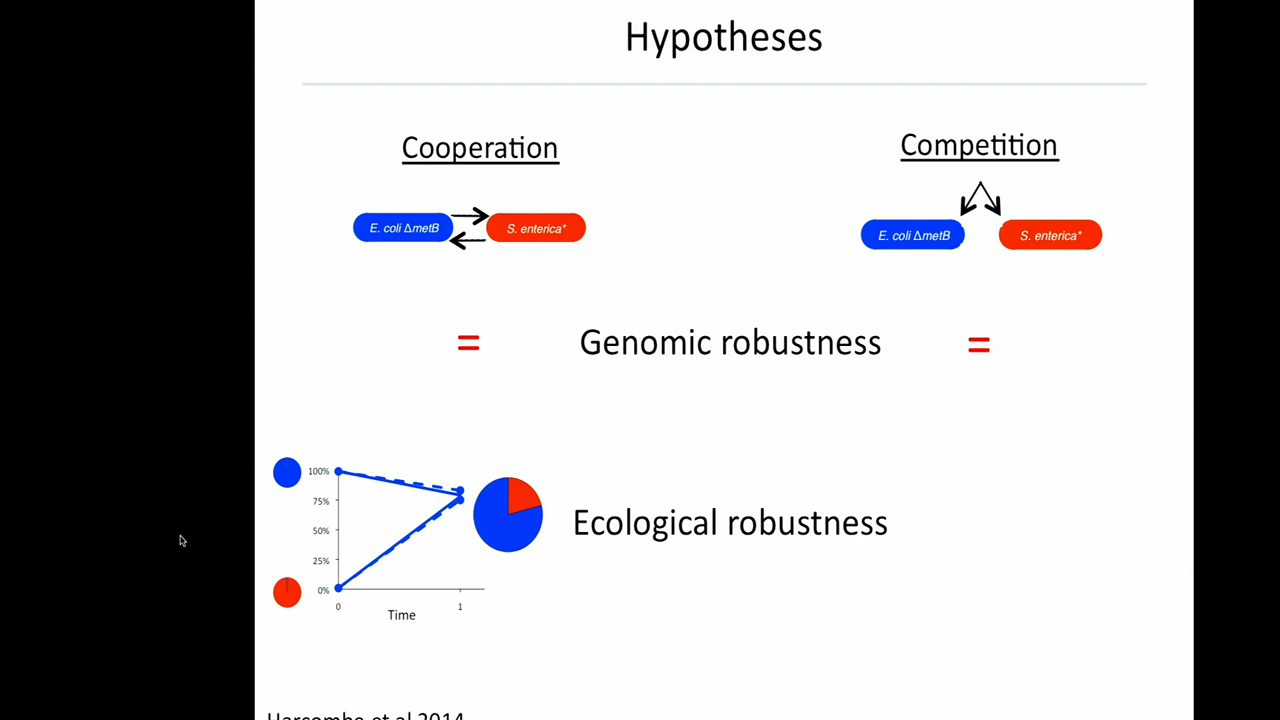 Hypotheses
Cooperation
Competition
E. coli ΔmetB
S. enterica*
E. coli ΔmetB
S. enterica*
= Genomic robustness =
100%
75%
50%
25%
0%
0
1
Time
Ecological robustness
Harcombe et al 2014